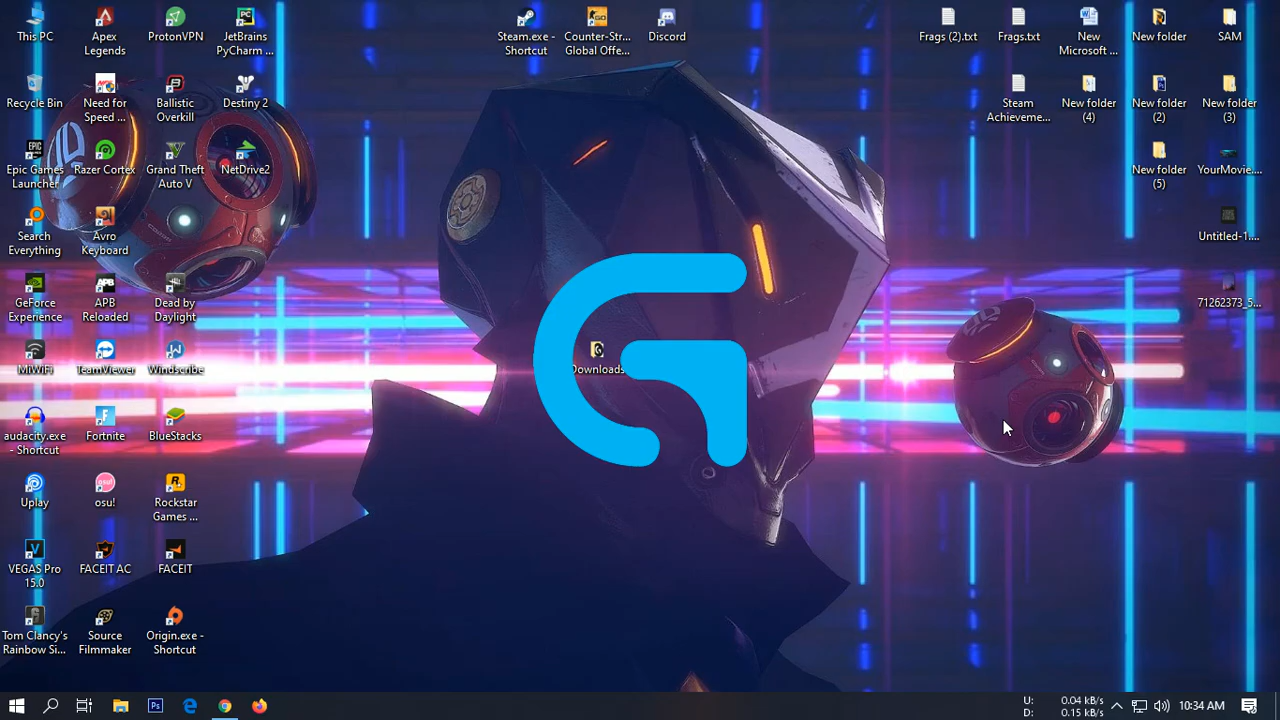 This PC
Apex
Legends
ProtonVPN
JetBrains
PyCharm ...
Steam.exe -
Shortcut
Counter-Str...
Global Offe...
Discord
Frags (2).txt
Frags.txt
New
Microsoft ...
New folder
SAM
Recycle Bin
Need for
Speed ...
Ballistic
Overkill
Destiny 2
Steam
Achieveme...
New folder
(4)
New folder
(2)
New folder
(3)
Epic Games
Launcher
Razer Cortex
Grand Theft
Auto V
NetDrive2
New folder
(5)
YourMovie....
Search
Everything
Avro
Keyboard
Untitled-1....
GeForce
Experience
APB
Reloaded
Dead by
Daylight
71262373_5...
MiWiFi
TeamViewer
Windscribe
Downloads
audacity.exe
- Shortcut
Fortnite
BlueStacks
Uplay
osu!
Rockstar
Games ...
VEGAS Pro
15.0
FACEIT AC
FACEIT
Tom Clancy's
Rainbow Si...
Source
Filmmaker
Origin.exe -
Shortcut
U: 0.04 kB/s
D: 0.15 kB/s
10:34 AM